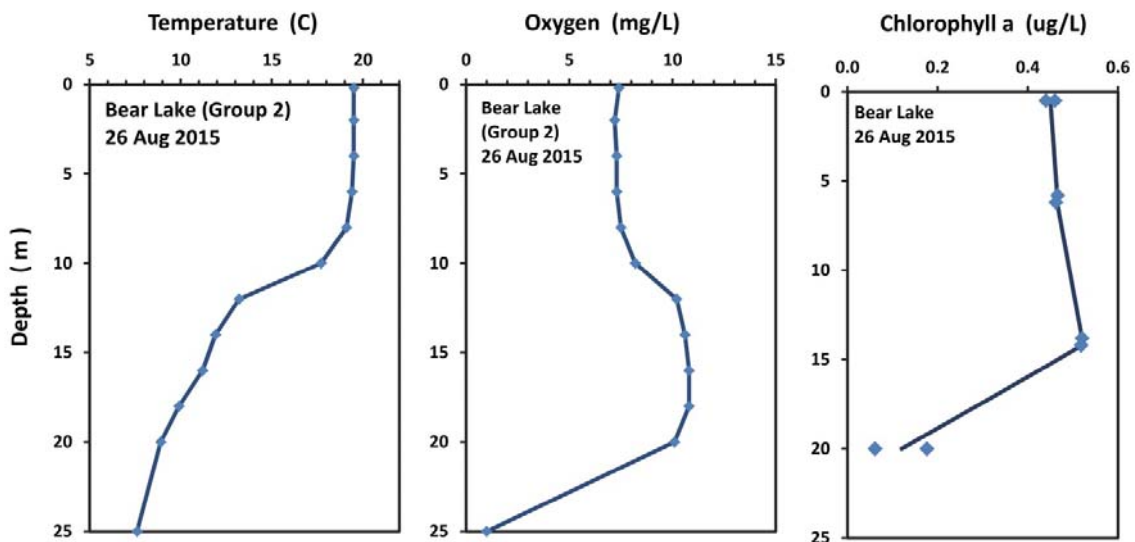 Temperature (C)
5 10 15 20
0
5
10
15
20
25
Depth ( m )
Bear Lake (Group 2)
26 Aug 2015
Oxygen (mg/L)
0 5 10 15
0
5
10
15
20
25
Bear Lake
(Group 2)
26 Aug 2015
Chlorophyll a (ug/L)
0.0 0.2 0.4 0.6
0
5
10
15
20
25
Bear Lake
26 Aug 2015